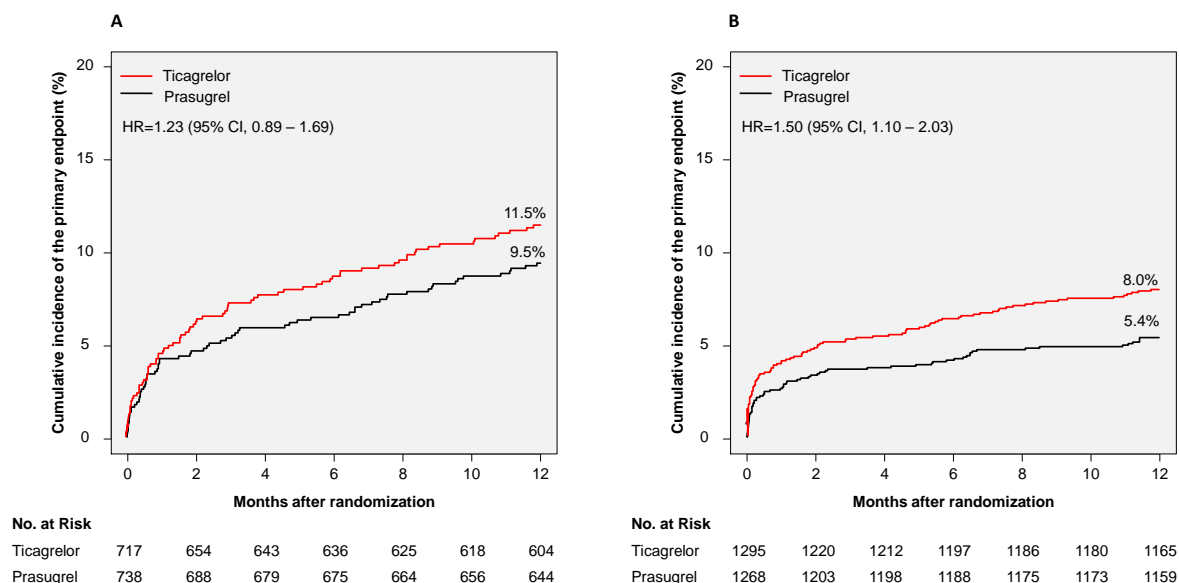 A
Cumulative incidence of the primary endpoint (%)
20
15
10
5
0
Ticagrelor
Prasugrel
HR=1.23 (95% CI, 0.89 – 1.69)
11.5%
9.5%
0 2 4 6 8 10 12
Months after randomization
No. at Risk
Ticagrelor 717 654 643 636 625 618 604
Prasugrel 738 688 679 675 664 656 644
B
Cumulative incidence of the primary endpoint (%)
20
15
10
5
0
Ticagrelor
Prasugrel
HR=1.50 (95% CI, 1.10 – 2.03)
8.0%
5.4%
0 2 4 6 8 10 12
Months after randomization
No. at Risk
Ticagrelor 1295 1220 1212 1197 1186 1180 1165
Prasugrel 1268 1203 1198 1188 1175 1173 1159